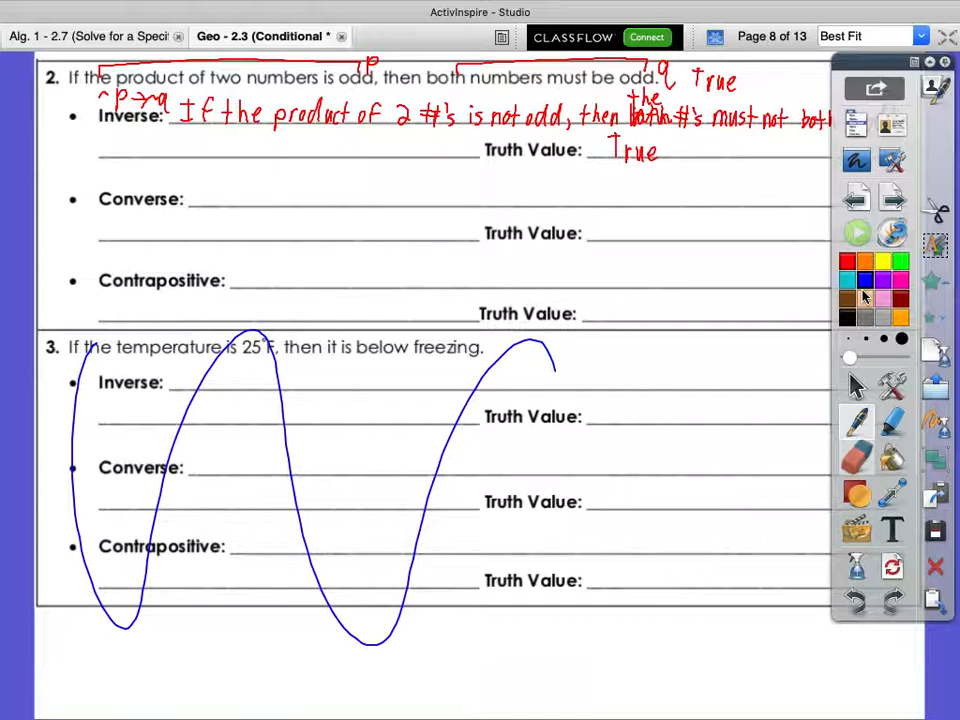 ActivInspire - Studio
Alg. 1 - 2.7 (Solve for a Specif
Geo - 2.3 (Conditional *
CLASSFLOW Connect
Page 8 of 13
Best Fit
p
2. If the product of two numbers is odd, then both numbers must be odd. q True
~p→~q
the
Inverse: If the product of 2 #'s is not odd, then both #'s must not both
Truth Value: True
Converse:
Truth Value:
Contrapositive:
Truth Value:
3. If the temperature is 25°F, then it is below freezing.
Inverse:
Truth Value:
Converse:
Truth Value:
Contrapositive:
Truth Value:
T